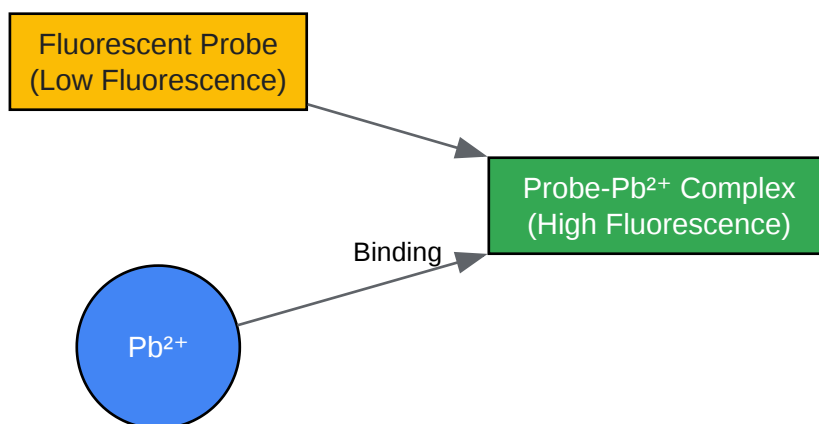 Fluorescent Probe
(Low Fluorescence)
Probe-Pb²⁺ Complex
(High Fluorescence)
Binding
Pb²⁺